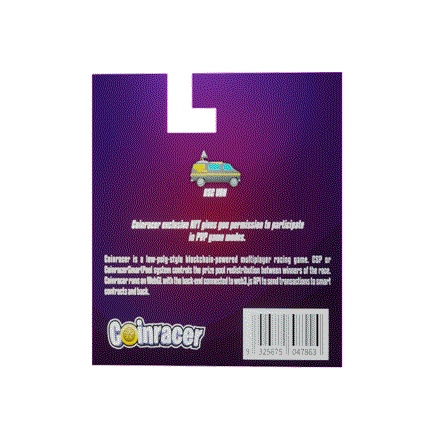 BSC VAN
Coinracer exclusive NFT gives you permission to participate
in PVP game modes.
Coinracer is a low-poly-style blockchain-powered multiplayer racing game. CSP or
CoinracerSmartPool system controls the prize pool redistribution between winners of the race.
Coinracer runs on WebGL with the back-end connected to web3.js API to send transactions to smart
contracts and back.
Coinracer
9 325675 047863